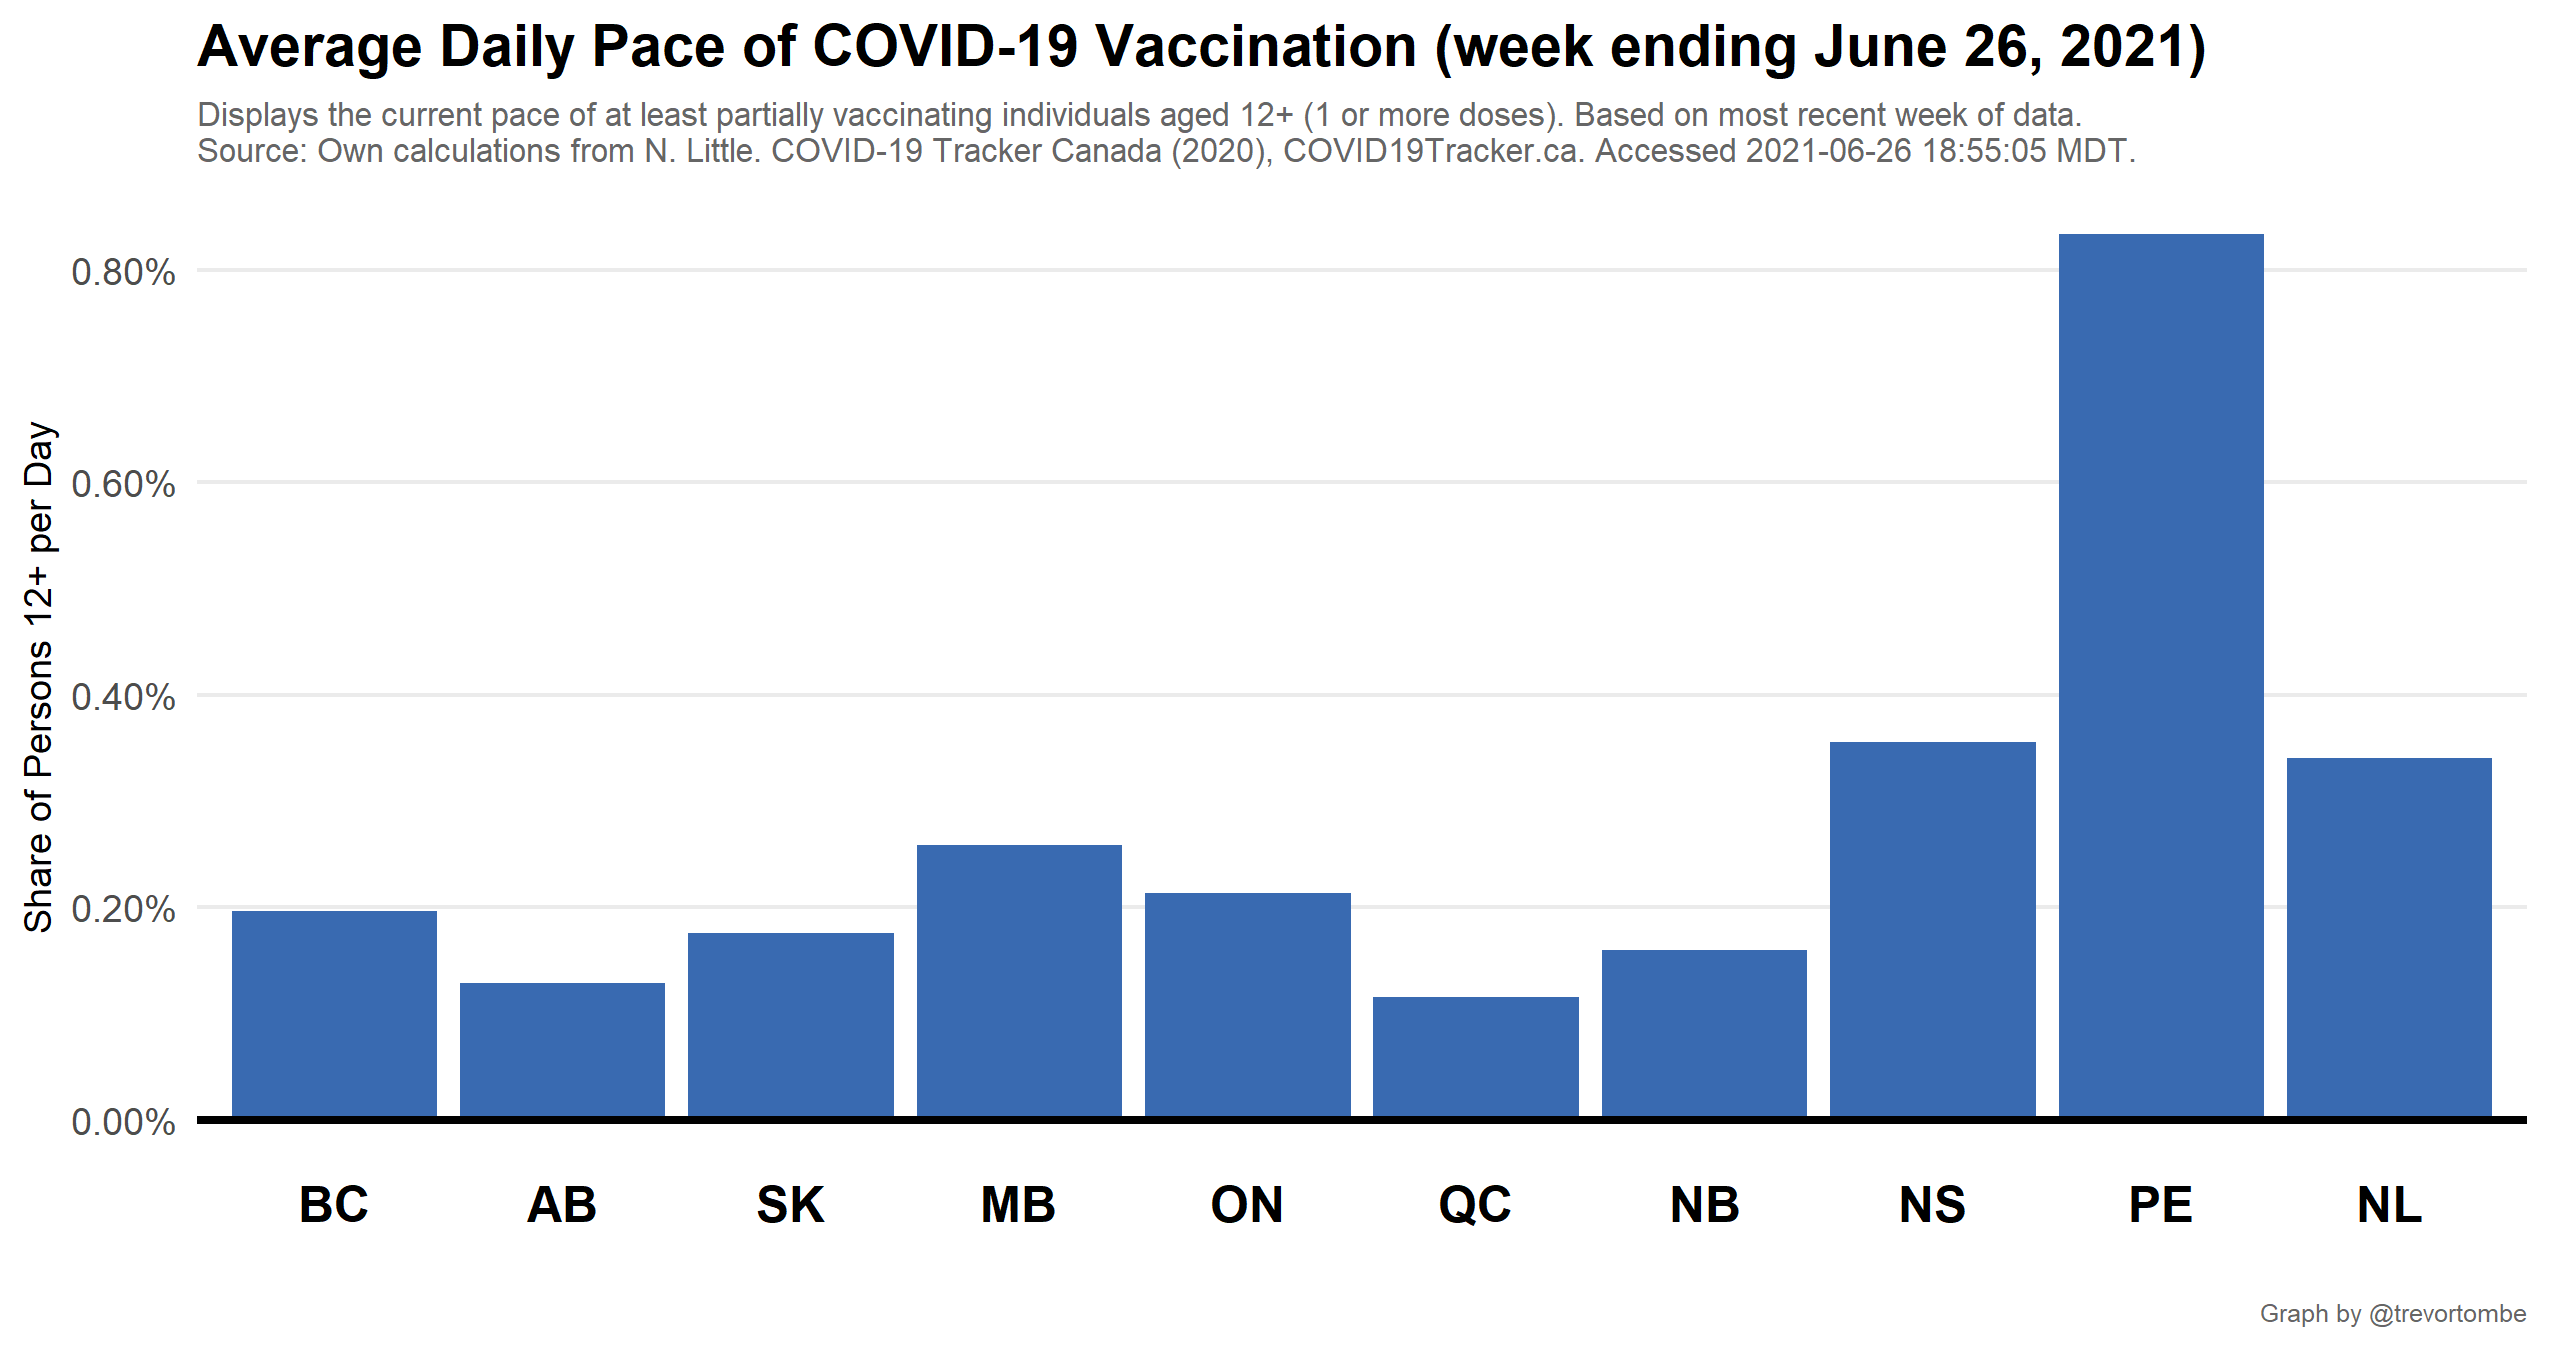 Average Daily Pace of COVID-19 Vaccination (week ending June 26, 2021)
Displays the current pace of at least partially vaccinating individuals aged 12+ (1 or more doses). Based on most recent week of data.
Source: Own calculations from N. Little. COVID-19 Tracker Canada (2020), COVID19Tracker.ca. Accessed 2021-06-26 18:55:05 MDT.
Share of Persons 12+ per Day
0.80%
0.60%
0.40%
0.20%
0.00%
BC AB SK MB ON QC NB NS PE NL
Graph by @trevortombe